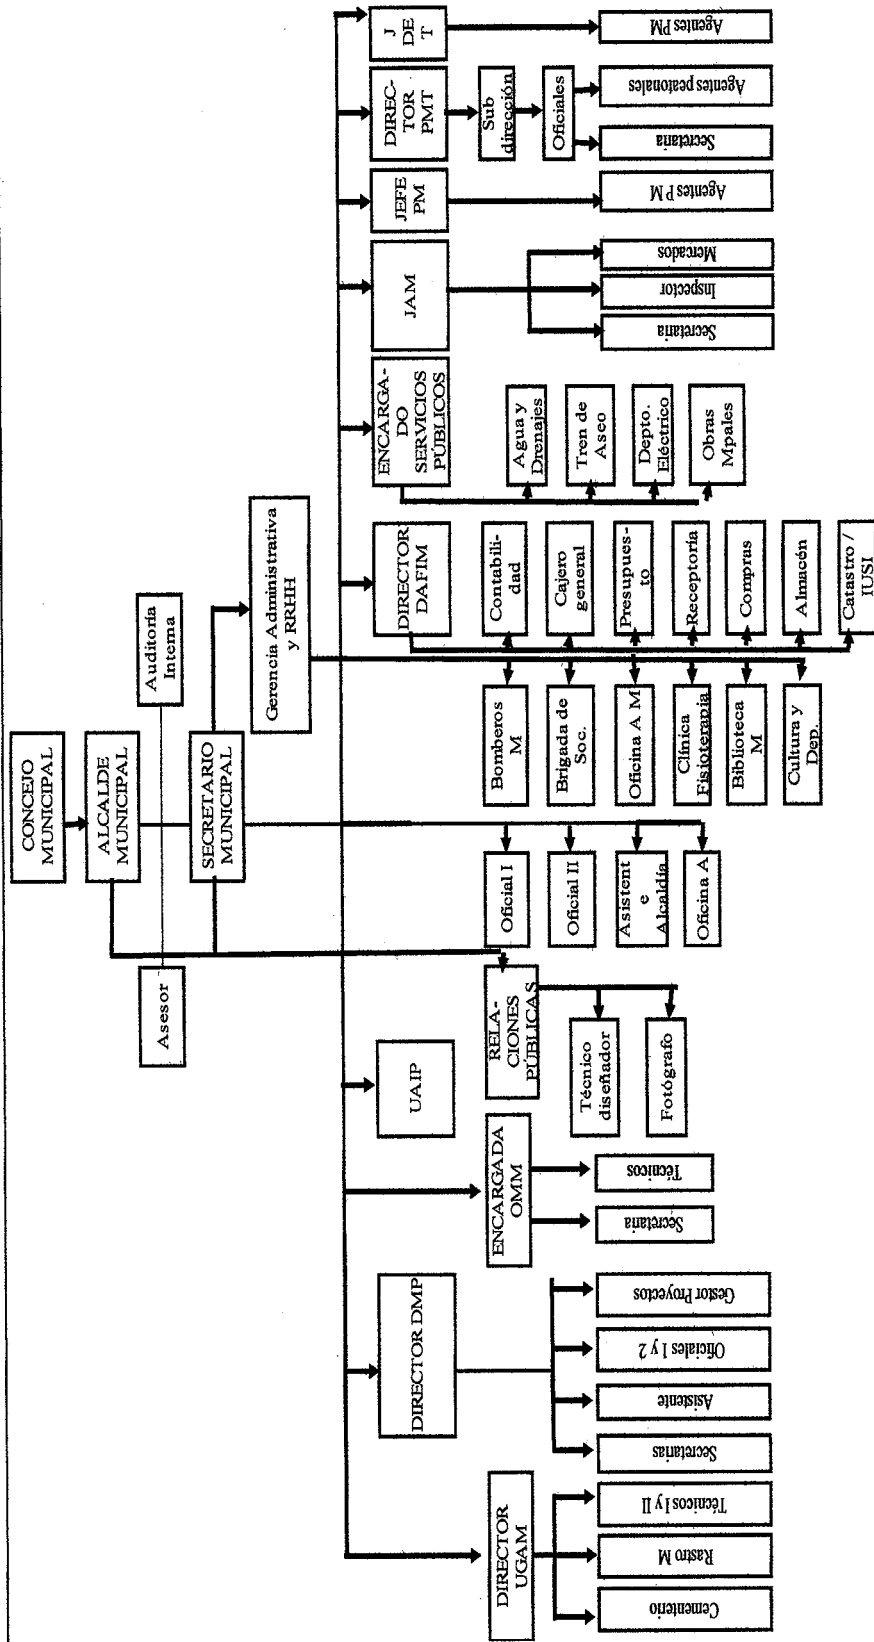 CONCEJO
MUNICIPAL
ALCALDE
MUNICIPAL
Asesor
Auditoría
Interna
SECRETARIO
MUNICIPAL
Gerencia Administrativa
y RRHH
DIRECTOR
UGAM
Cementerio
Rastro M
Técnicos I y II
DIRECTOR DMP
Secretarias
Asistente
Oficiales 1 y 2
Gestor Proyectos
ENCARGADA
OMM
Secretaria
Técnicos
UAIP
RELA-
CIONES
PÚBLICAS
Técnico
diseñador
Fotógrafo
Oficial I
Oficial II
Asistent
e
Alcaldía
Oficina A
Bomberos
M
Brigada de
Soc.
Oficina A M
Clínica
Fisioterapia
Biblioteca
M
Cultura y
Dep.
DIRECTOR
DAFIM
Contabili-
dad
Cajero
general
Presupues-
to
Receptoría
Compras
Almacén
Catastro /
IUSI
ENCARGA-
DO
SERVICIOS
PÚBLICOS
Agua y
Drenajes
Tren de
Aseo
Depto.
Eléctrico
Obras
Mpales
JAM
Secretaria
Inspector
Mercados
JEFE
PM
Agentes PM
DIREC-
TOR
PMT
Sub
dirección
Oficiales
Secretaria
Agentes peatonales
J
DE
T
Agentes PM